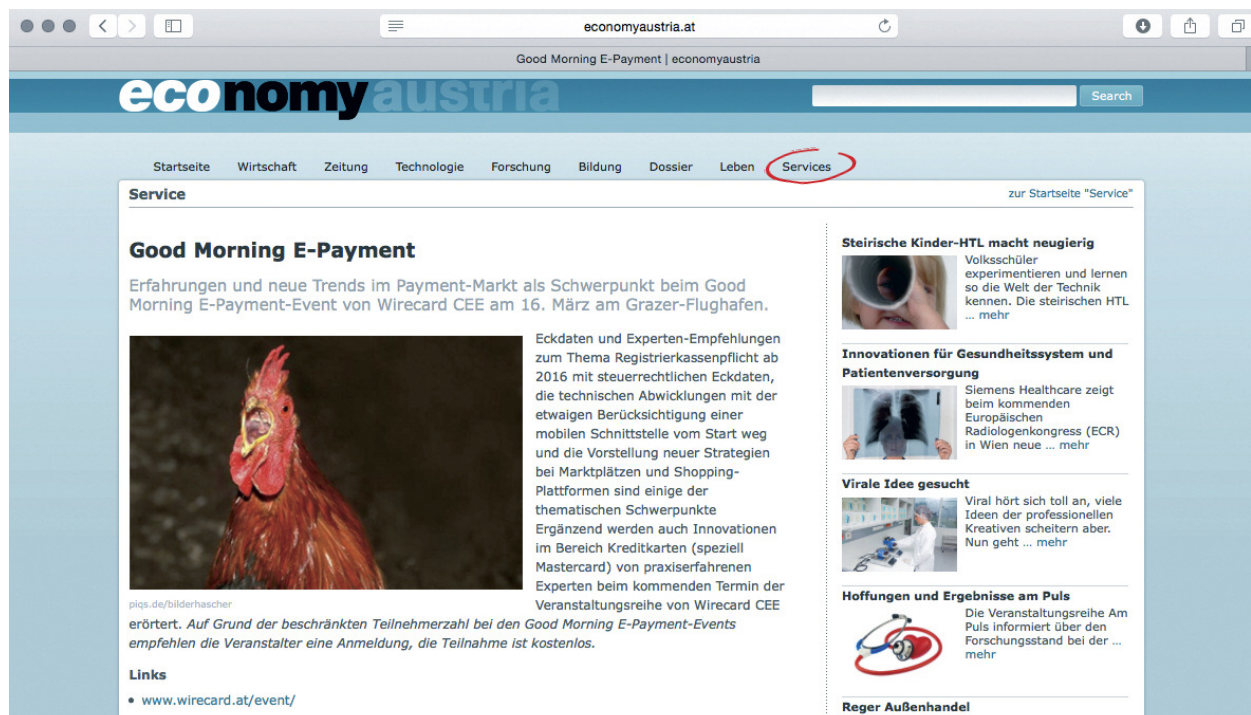 economyaustria.at
Good Morning E-Payment | economyaustria
economyaustria
Search
Startseite Wirtschaft Zeitung Technologie Forschung Bildung Dossier Leben Services
Service
zur Startseite "Service"
Good Morning E-Payment
Erfahrungen und neue Trends im Payment-Markt als Schwerpunkt beim Good
Morning E-Payment-Event von Wirecard CEE am 16. März am Grazer-Flughafen.
Eckdaten und Experten-Empfehlungen
zum Thema Registrierkassenpflicht ab
2016 mit steuerrechtlichen Eckdaten,
die technischen Abwicklungen mit der
etwaigen Berücksichtigung einer
mobilen Schnittstelle vom Start weg
und die Vorstellung neuer Strategien
bei Marktplätzen und Shopping-
Plattformen sind einige der
thematischen Schwerpunkte
Ergänzend werden auch Innovationen
im Bereich Kreditkarten (speziell
Mastercard) von praxiserfahrenen
Experten beim kommenden Termin der
piqs.de/bilderhascher
Veranstaltungsreihe von Wirecard CEE
erörtert. Auf Grund der beschränkten Teilnehmerzahl bei den Good Morning E-Payment-Events
empfehlen die Veranstalter eine Anmeldung, die Teilnahme ist kostenlos.
Links
• www.wirecard.at/event/
Steirische Kinder-HTL macht neugierig
Volksschüler
experimentieren und lernen
so die Welt der Technik
kennen. Die steirischen HTL
... mehr
Innovationen für Gesundheitssystem und
Patientenversorgung
Siemens Healthcare zeigt
beim kommenden
Europäischen
Radiologenkongress (ECR)
in Wien neue ... mehr
Virale Idee gesucht
Viral hört sich toll an, viele
Ideen der professionellen
Kreativen scheitern aber.
Nun geht ... mehr
Hoffnungen und Ergebnisse am Puls
Die Veranstaltungsreihe Am
Puls informiert über den
Forschungsstand bei der ...
mehr
Reger Außenhandel